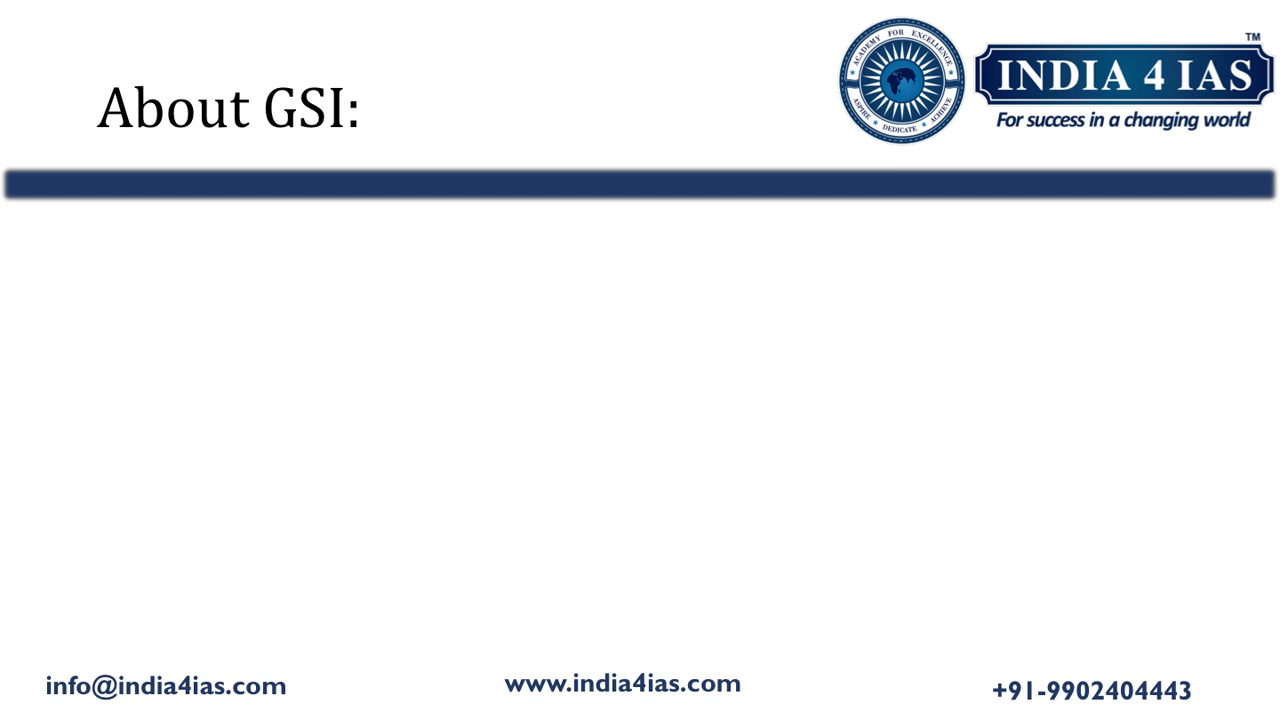 About GSI:
ACADEMY FOR EXCELLENCE
ASPIRE ★ DEDICATE ★ ACHIEVE
TM
INDIA 4 IAS
For success in a changing world
info@india4ias.com
www.india4ias.com
+91-9902404443